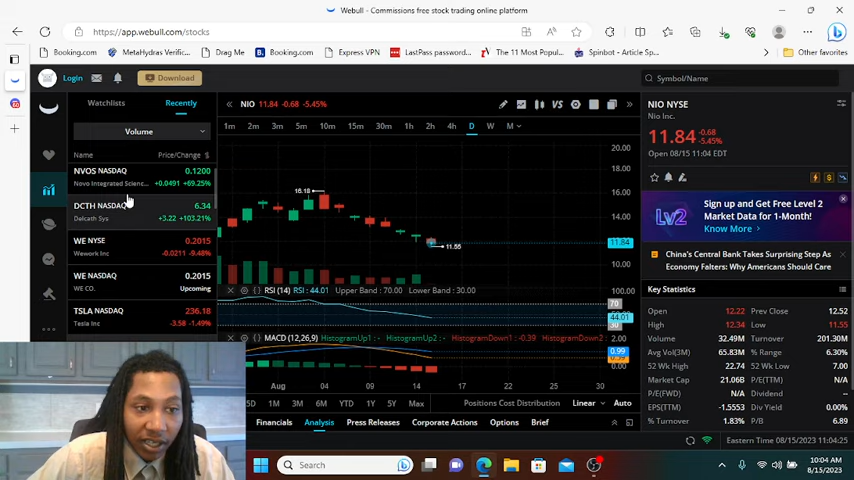 Webull - Commissions free stock trading online platform
https://app.webull.com/stocks
Booking.com
MetaHydras Verific...
Drag Me
Booking.com
Express VPN
LastPass password...
The 11 Most Popul...
Spinbot - Article Sp...
Other favorites
Login
Download
Symbol/Name
Watchlists
Recently
Volume
Name
Price/Change
NVOS NASDAQ
0.1200
Novo Integrated Scienc...
+0.0491 +69.25%
DCTH NASDAQ
6.34
Delcath Sys
+3.22 +103.21%
WE NYSE
0.2015
Wework Inc
-0.0211 -9.48%
WE NASDAQ
0.2015
WE CO.
Upcoming
TSLA NASDAQ
236.18
Tesla Inc
-3.58 -1.49%
NIO 11.84 -0.68 -5.45%
1m 2m 3m 5m 10m 15m 30m 1h 2h 4h D W M
VS
20.00
18.00
16.18
16.00
14.00
11.84
11.55
10.00
RSI (14) RSI: 44.01 Upper Band : 70.00 Lower Band : 30.00
100.00
70
44.01
30
MACD (12,26,9) HistogramUp1 : - HistogramUp2 : - HistogramDown1 : -0.39 HistogramDown2 :
2.00
0.99
0.00
Aug 04 09 14 17 22 25 30
5D 1M 3M 6M YTD 1Y 5Y Max
Positions Cost Distribution
Linear
Auto
Financials
Analysis
Press Releases
Corporate Actions
Options
Brief
NIO NYSE
Nio Inc.
11.84 -0.68
-5.45%
Open 08/15 11:04 EDT
Lv2
Sign up and Get Free Level 2
Market Data for 1-Month!
Know More >
China's Central Bank Takes Surprising Step As
Economy Falters: Why Americans Should Care
Key Statistics
Open 12.22 Prev Close 12.52
High 12.34 Low 11.55
Volume 32.49M Turnover 201.30M
Avg Vol(3M) 65.83M % Range 6.30%
52 Wk High 22.74 52 Wk Low 7.00
Market Cap 21.06B P/E(TTM) N/A
P/E(FWD) N/A Dividend --
EPS(TTM) -1.5553 Div Yield 0.00%
% Turnover 1.83% P/B 6.89
Eastern Time 08/15/2023 11:04:25
Search
10:04 AM
8/15/2023